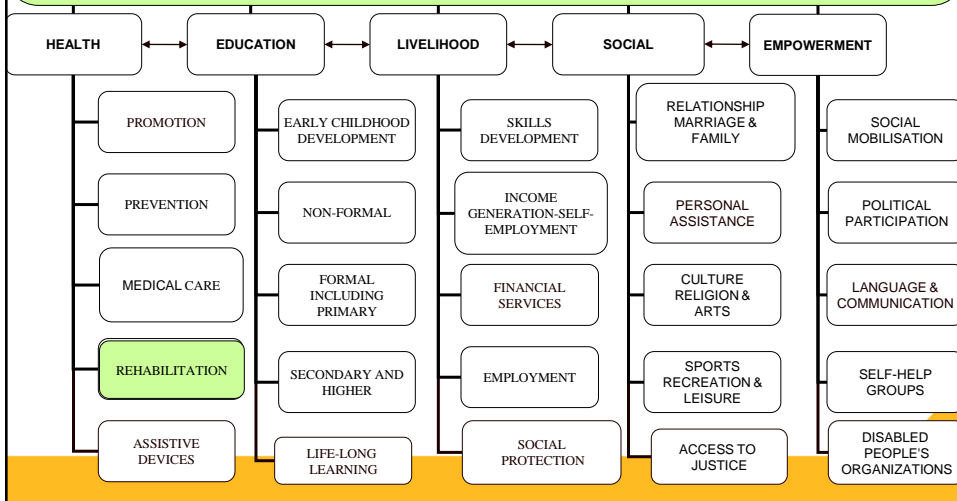 HEALTH
EDUCATION
LIVELIHOOD
SOCIAL
EMPOWERMENT
PROMOTION
PREVENTION
MEDICAL CARE
REHABILITATION
ASSISTIVE
DEVICES
EARLY CHILDHOOD
DEVELOPMENT
NON-FORMAL
FORMAL
INCLUDING
PRIMARY
SECONDARY AND
HIGHER
LIFE-LONG
LEARNING
SKILLS
DEVELOPMENT
INCOME
GENERATION-SELF-
EMPLOYMENT
FINANCIAL
SERVICES
EMPLOYMENT
SOCIAL
PROTECTION
RELATIONSHIP
MARRIAGE &
FAMILY
PERSONAL
ASSISTANCE
CULTURE
RELIGION &
ARTS
SPORTS
RECREATION &
LEISURE
ACCESS TO
JUSTICE
SOCIAL
MOBILISATION
POLITICAL
PARTICIPATION
LANGUAGE &
COMMUNICATION
SELF-HELP
GROUPS
DISABLED
PEOPLE'S
ORGANIZATIONS